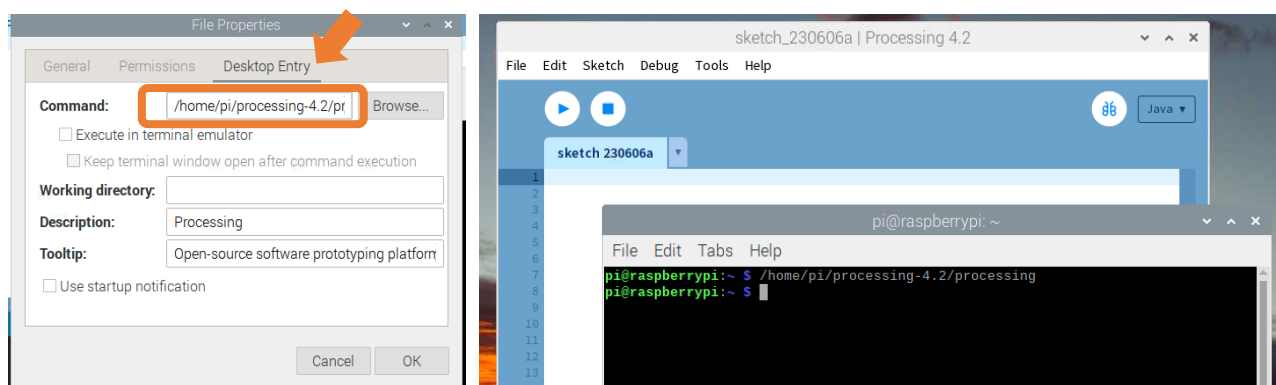 File Properties
General Permissions Desktop Entry
Command: /home/pi/processing-4.2/pr Browse...
Execute in terminal emulator
Keep terminal window open after command execution
Working directory:
Description: Processing
Tooltip: Open-source software prototyping platform
Use startup notification
Cancel OK
sketch_230606a | Processing 4.2
File Edit Sketch Debug Tools Help
Java ▾
sketch 230606a ▾
1
2
3
4
5
6
7
8
9
10
11
12
13
pi@raspberrypi: ~
File Edit Tabs Help
pi@raspberrypi:~ $ /home/pi/processing-4.2/processing
pi@raspberrypi:~ $